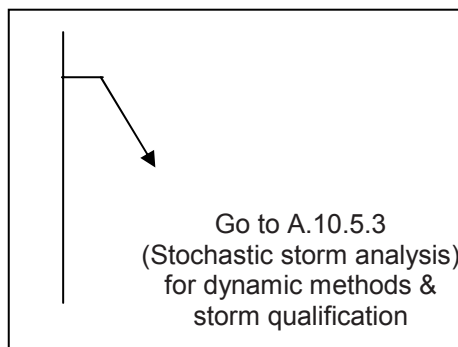 Go to A.10.5.3
(Stochastic storm analysis)
for dynamic methods &
storm qualification